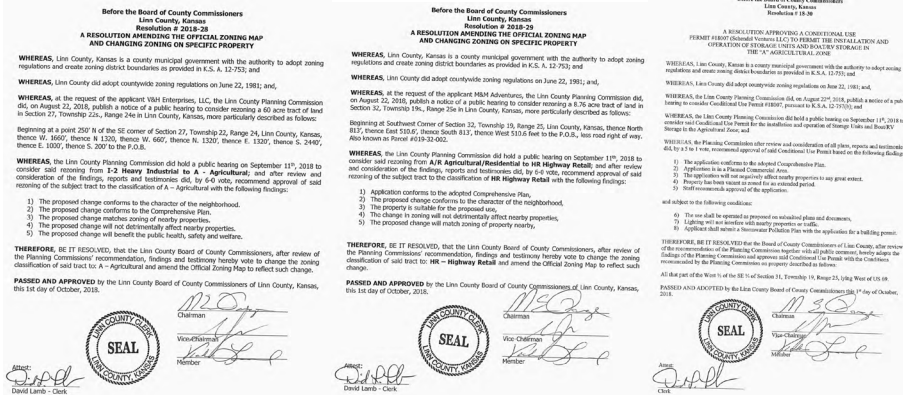 Before the Board of County Commissioners
Linn County, Kansas
Resolution # 2018-28
A RESOLUTION AMENDING THE OFFICIAL ZONING MAP
AND CHANGING ZONING ON SPECIFIC PROPERTY
WHEREAS, Linn County, Kansas is a county municipal government with the authority to adopt zoning
regulations and create zoning district boundaries as provided in K.S. A. 12-753; and
WHEREAS, Linn County did adopt countywide zoning regulations on June 22, 1981; and,
WHEREAS, at the request of the applicant V&H Enterprises, LLC, the Linn County Planning Commission
did, on August 22, 2018, publish a notice of a public hearing to consider rezoning a 60 acre tract of land
in Section 27, Township 22s., Range 24e in Linn County, Kansas, more particularly described as follows:
Beginning at a point 250' N of the SE corner of Section 27, Township 22, Range 24, Linn County, Kansas,
thence W. 1660', thence N 1320, thence W. 660', thence N. 1320', thence E. 1320', thence S. 2440',
thence E. 1000', thence S. 200' to the P.O.B.
WHEREAS, the Linn County Planning Commission did hold a public hearing on September 11th, 2018 to
consider said rezoning from I-2 Heavy Industrial to A - Agricultural; and after review and
consideration of the findings, reports and testimonies did, by 6-0 vote, recommend approval of said
rezoning of the subject tract to the classification of A – Agricultural with the following findings:
1) The proposed change conforms to the character of the neighborhood.
2) The proposed change conforms to the Comprehensive Plan.
3) The proposed change matches zoning of nearby properties.
4) The proposed change will not detrimentally affect nearby properties.
5) The proposed change will benefit the public health, safety and welfare.
THEREFORE, BE IT RESOLVED, that the Linn County Board of County Commissioners, after review of
the Planning Commissions' recommendation, findings and testimony hereby vote to change the zoning
classification of said tract to: A – Agricultural and amend the Official Zoning Map to reflect such change.
PASSED AND APPROVED by the Linn County Board of County Commissioners of Linn County, Kansas,
this 1st day of October, 2018.
Chairman
Vice-Chairman
Member
LINN COUNTY CLERK
SEAL
LINN COUNTY, KANSAS
Attest:
David Lamb - Clerk
Before the Board of County Commissioners
Linn County, Kansas
Resolution # 2018-29
A RESOLUTION AMENDING THE OFFICIAL ZONING MAP
AND CHANGING ZONING ON SPECIFIC PROPERTY
WHEREAS, Linn County, Kansas is a county municipal government with the authority to adopt zoning
regulations and create zoning district boundaries as provided in K.S. A. 12-753; and
WHEREAS, Linn County did adopt countywide zoning regulations on June 22, 1981; and,
WHEREAS, at the request of the applicant M&M Adventures, the Linn County Planning Commission did,
on August 22, 2018, publish a notice of a public hearing to consider rezoning a 8.76 acre tract of land in
Section 32, Township 19s., Range 25e in Linn County, Kansas, more particularly described as follows:
Beginning at Southwest Corner of Section 32, Township 19, Range 25, Linn County, Kansas, thence North
813', thence East 510.6', thence South 813', thence West 510.6 feet to the P.O.B., less road right of way.
Also known as Parcel #019-32-002.
WHEREAS, the Linn County Planning Commission did hold a public hearing on September 11th, 2018 to
consider said rezoning from A/R Agricultural/Residential to HR Highway Retail; and after review
and consideration of the findings, reports and testimonies did, by 6-0 vote, recommend approval of said
rezoning of the subject tract to the classification of HR Highway Retail with the following findings:
1) Application conforms to the adopted Comprehensive Plan,
2) The proposed change conforms to the character of the neighborhood,
3) The property is suitable for the proposed use,
4) The change in zoning will not detrimentally affect nearby properties,
5) The proposed change will match zoning of property nearby,
THEREFORE, BE IT RESOLVED, that the Linn County Board of County Commissioners, after review of
the Planning Commissions' recommendation, findings and testimony hereby vote to change the zoning
classification of said tract to: HR – Highway Retail and amend the Official Zoning Map to reflect such
change.
PASSED AND APPROVED by the Linn County Board of County Commissioners of Linn County, Kansas,
this 1st day of October, 2018.
Chairman
Vice-Chairman
Member
LINN COUNTY CLERK
SEAL
LINN COUNTY, KANSAS
Attest:
David Lamb - Clerk
Before the Board of County Commissioners
Linn County, Kansas
Resolution # 18-30
A RESOLUTION APPROVING A CONDITIONAL USE
PERMIT #18007 (Schendel Ventures LLC) TO PERMIT THE INSTALLATION AND
OPERATION OF STORAGE UNITS AND BOAT/RV STORAGE IN
THE "A" AGRICULTURAL ZONE
WHEREAS, Linn County, Kansas is a county municipal government with the authority to adopt zoning
regulations and create zoning district boundaries as provided in K.S.A. 12-753; and
WHEREAS, Linn County did adopt countywide zoning regulations on June 22, 1981; and,
WHEREAS, the Linn County Planning Commission did, on August 22nd, 2018, publish a notice of a pub
hearing to consider Conditional Use Permit #18007, pursuant to K.S.A. 12-757(b); and
WHEREAS, the Linn County Planning Commission did hold a public hearing on September 11th, 2018 to
consider said Conditional Use Permit for the installation and operation of Storage Units and Boat/RV
Storage in the Agricultural Zone; and
WHEREAS, the Planning Commission after review and consideration of all plans, reports and testimonie
did, by a 5 to 1 vote, recommend approval of said Conditional Use Permit based on the following finding
1) The application conforms to the adopted Comprehensive Plan.
2) Application is in a Planned Commercial Area.
3) The application will not negatively affect nearby properties to any great extent.
4) Property has been vacant as zoned for an extended period.
5) Staff recommends approval of the application.
and subject to the following conditions:
6) The use shall be operated as proposed on submitted plans and documents,
7) Lighting will not interfere with nearby properties or traffic.
8) Applicant shall submit a Stormwater Pollution Plan with the application for a building permit.
THEREFORE, BE IT RESOLVED that the Board of County Commissioners of Linn County, after review
of the recommendation of the Planning Commission together with all public comment, hereby adopts the
findings of the Planning Commission and approves said Conditional Use Permit with the Conditions
recommended by the Planning Commission on property described as follows:
All that part of the West ½ of the SE ¼ of Section 31, Township 19, Range 25, lying West of US 69.
PASSED AND ADOPTED by the Linn County Board of County Commissioners this 1st day of October,
2018.
Chairman
Vice-Chairman
Member
LINN COUNTY CLERK
SEAL
LINN COUNTY, KANSAS
Attest:
Clerk